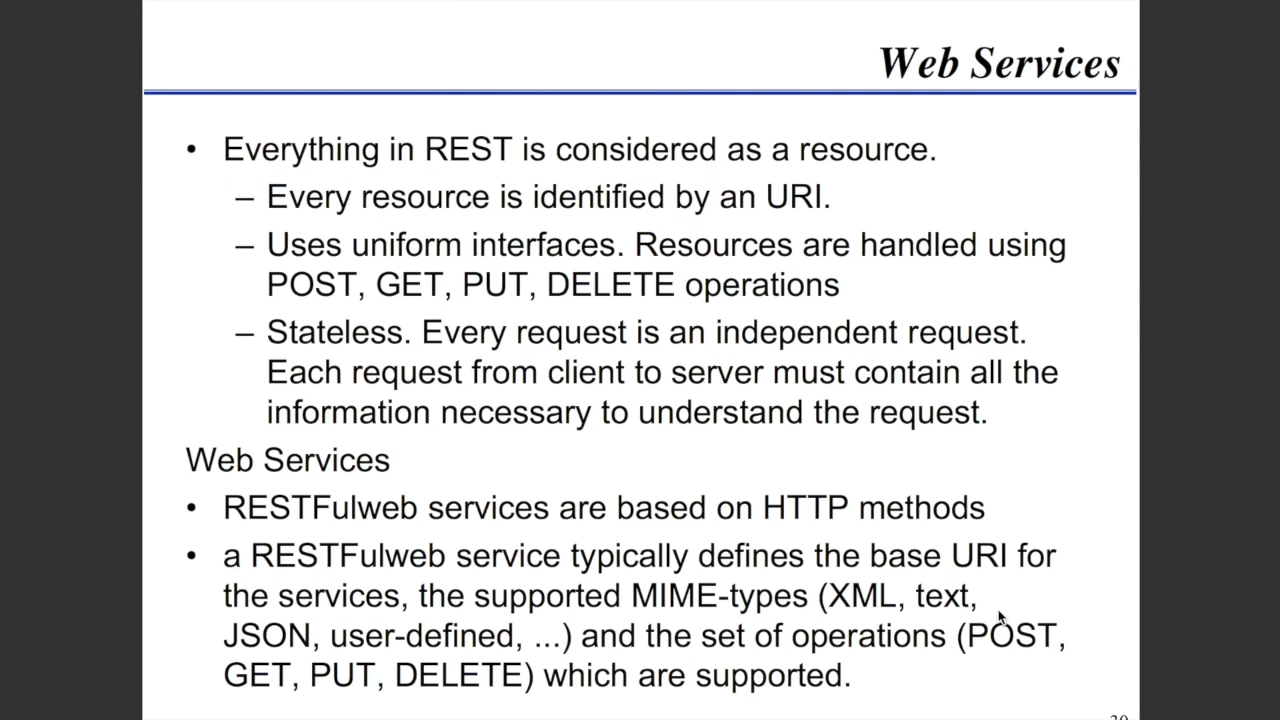 Web Services
• Everything in REST is considered as a resource.
– Every resource is identified by an URI.
– Uses uniform interfaces. Resources are handled using
POST, GET, PUT, DELETE operations
– Stateless. Every request is an independent request.
Each request from client to server must contain all the
information necessary to understand the request.
Web Services
• RESTFulweb services are based on HTTP methods
• a RESTFulweb service typically defines the base URI for
the services, the supported MIME-types (XML, text,
JSON, user-defined, ...) and the set of operations (POST,
GET, PUT, DELETE) which are supported.